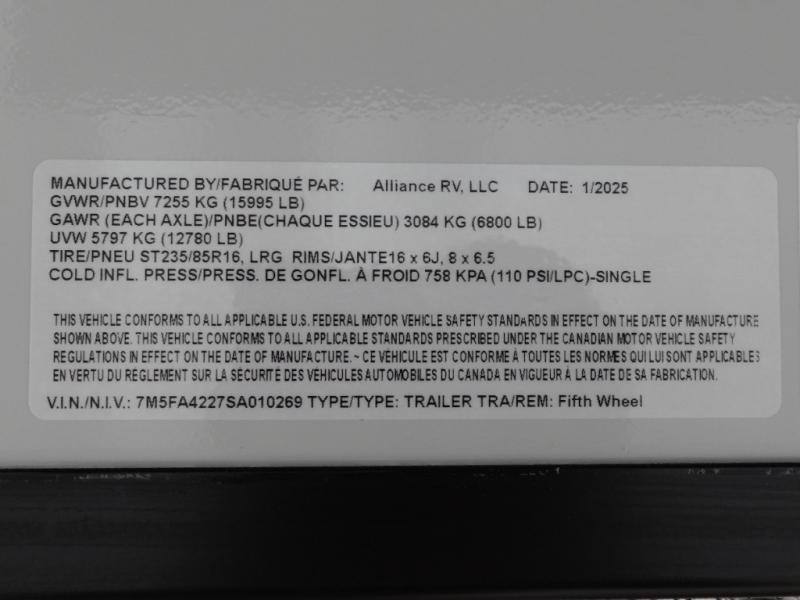 MANUFACTURED BY/FABRIQUÉ PAR: Alliance RV, LLC DATE: 1/2025
GVWR/PNBV 7255 KG (15995 LB)
GAWR (EACH AXLE)/PNBE(CHAQUE ESSIEU) 3084 KG (6800 LB)
UVW 5797 KG (12780 LB)
TIRE/PNEU ST235/85R16, LRG RIMS/JANTE16 x 6J, 8 x 6.5
COLD INFL. PRESS/PRESS. DE GONFL. À FROID 758 KPA (110 PSI/LPC)-SINGLE
THIS VEHICLE CONFORMS TO ALL APPLICABLE U.S. FEDERAL MOTOR VEHICLE SAFETY STANDARDS IN EFFECT ON THE DATE OF MANUFACTURE
SHOWN ABOVE. THIS VEHICLE CONFORMS TO ALL APPLICABLE STANDARDS PRESCRIBED UNDER THE CANADIAN MOTOR VEHICLE SAFETY
REGULATIONS IN EFFECT ON THE DATE OF MANUFACTURE. ~ CE VÉHICULE EST CONFORME À TOUTES LES NORMES QUI LUI SONT APPLICABLES
EN VERTU DU RÈGLEMENT SUR LA SÉCURITÉ DES VÉHICULES AUTOMOBILES DU CANADA EN VIGUEUR À LA DATE DE SA FABRICATION.
V.I.N./N.I.V.: 7M5FA4227SA010269 TYPE/TYPE: TRAILER TRA/REM: Fifth Wheel